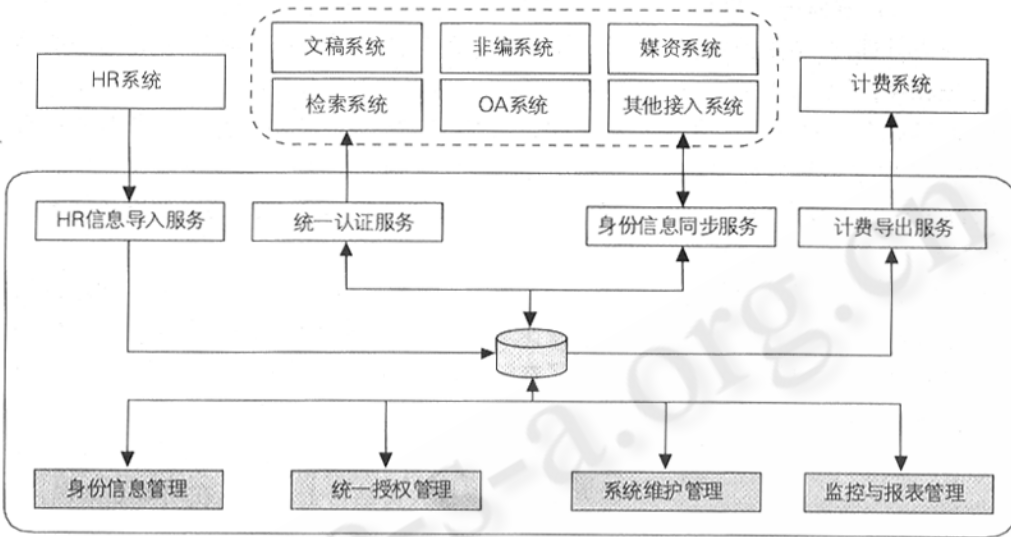 文稿系统 非编系统 媒资系统
HR系统 计费系统
检索系统 OA系统 其他接入系统
HR信息导入服务 统一认证服务 身份信息同步服务 计费导出服务
身份信息管理 统一授权管理 系统维护管理 监控与报表管理
s-a.org.cn